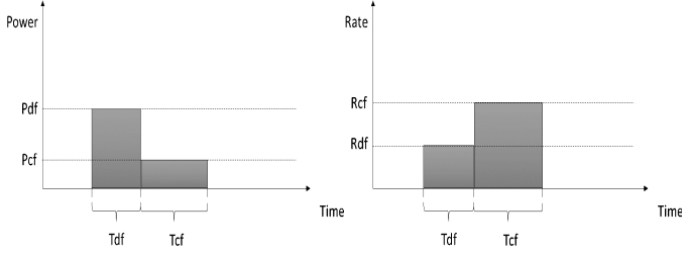 Power
Pdf
Pcf
Time
Tdf
Tcf
Rate
Rcf
Rdf
Time
Tdf
Tcf